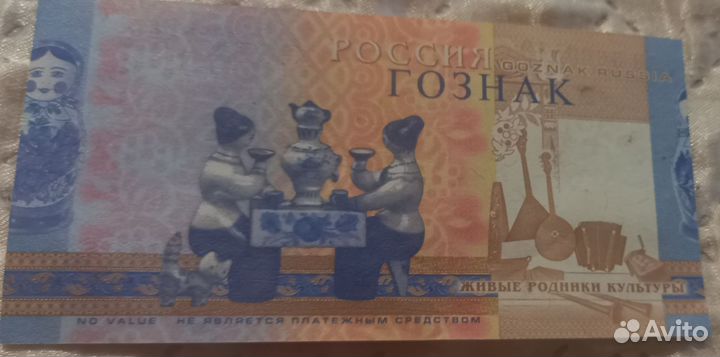 РОССИЯ
GOZNAK RUSSIA
ГОЗНАК
ЖИВЫЕ РОДНИКИ КУЛЬТУРЫ
NO VALUE НЕ ЯВЛЯЕТСЯ ПЛАТЕЖНЫМ СРЕДСТВОМ
Avito